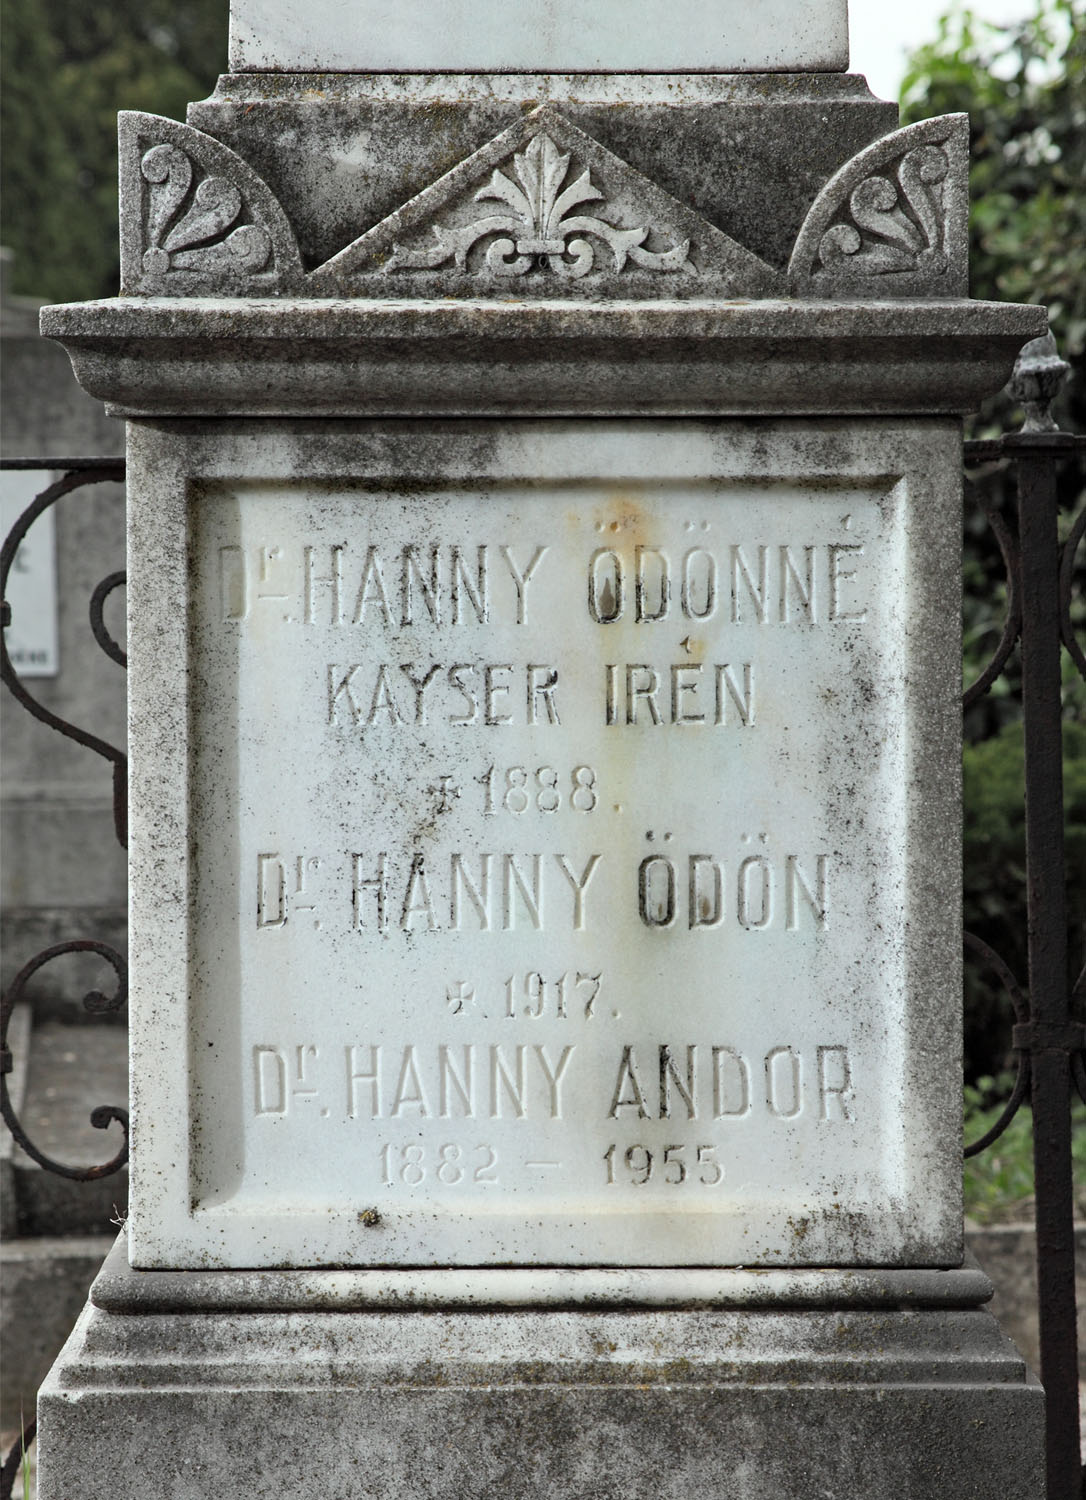 Dr. HANNY ÖDÖNNÉ
KAYSER IRÉN
+ 1888.
Dr. HANNY ÖDÖN
+. 1917.
Dr. HANNY ANDOR
1882 – 1955